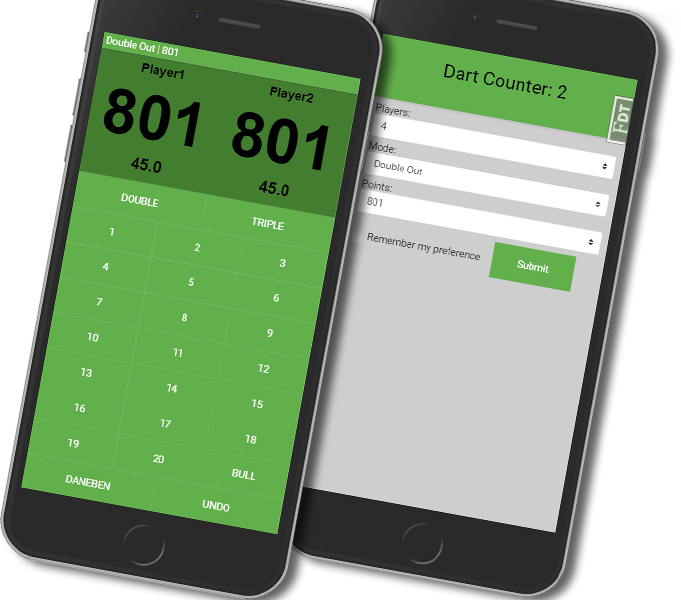 Double Out | 801
Player1
Player2
801
801
45.0
45.0
DOUBLE
TRIPLE
1
2
3
4
5
6
7
8
9
10
11
12
13
14
15
16
17
18
19
20
BULL
DANEBEN
UNDO
Dart Counter: 2
FDT
Players:
4
Mode:
Double Out
Points:
801
Remember my preference
Submit